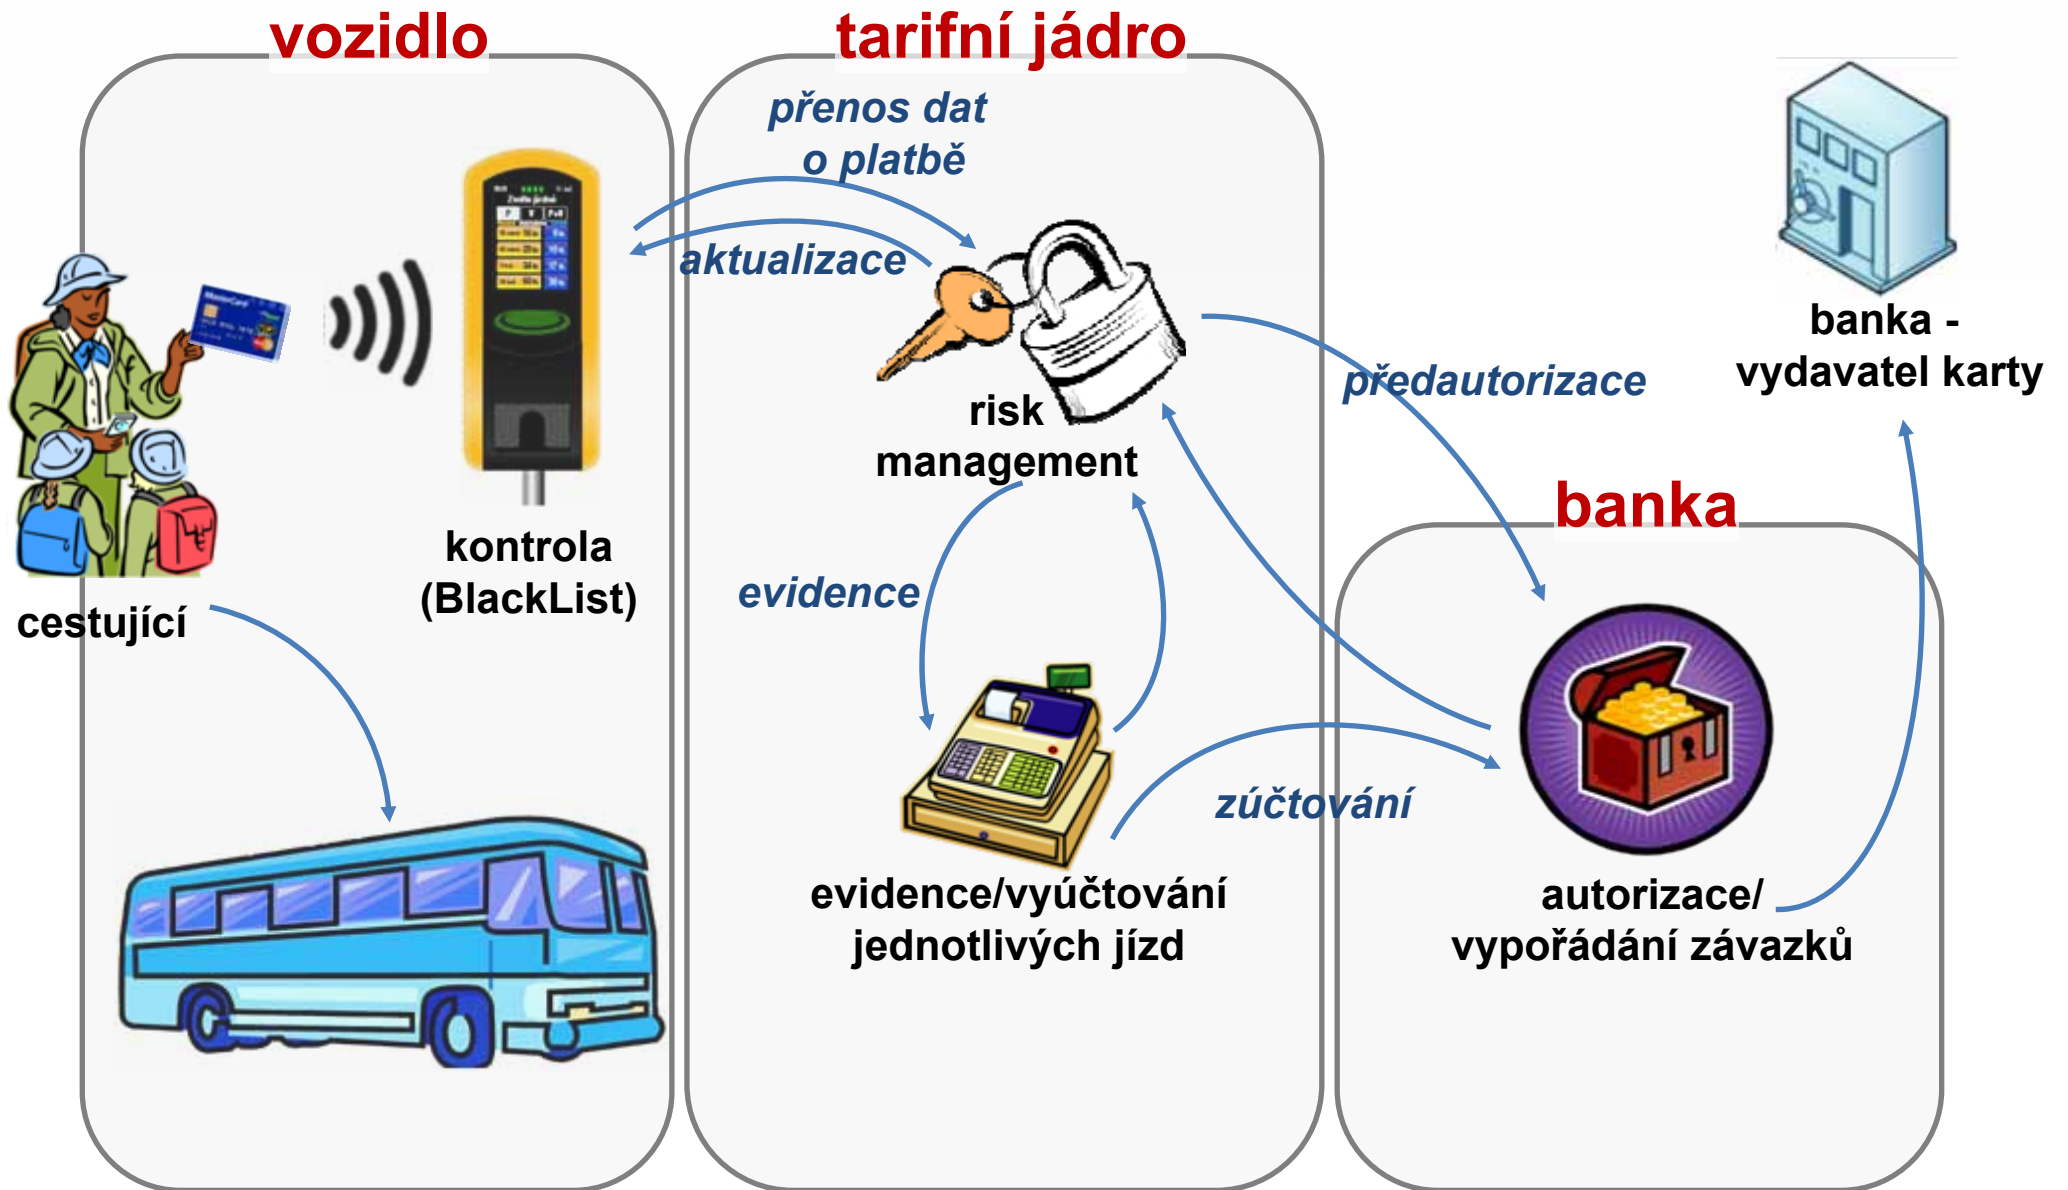 vozidlo
tarifní jádro
přenos dat
o platbě
aktualizace
MasterCard
risk
management
předautorizace
banka -
vydavatel karty
banka
kontrola
(BlackList)
cestující
evidence
zúčtování
evidence/vyúčtování
jednotlivých jízd
autorizace/
vypořádání závazků